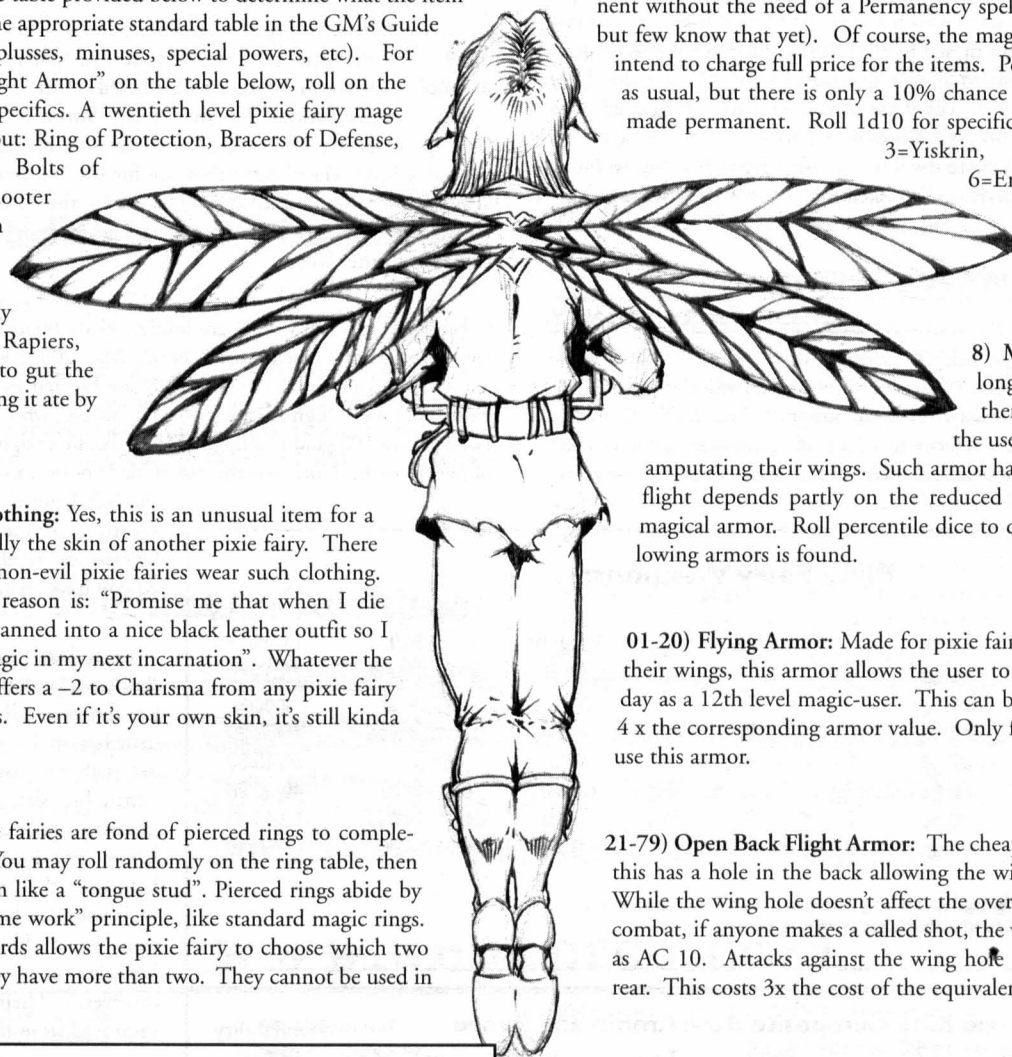 table provided below to determine what the item
appropriate standard table in the GM's Guide
plusses, minuses, special powers, etc). For
Armor” on the table below, roll on the
A twentieth level pixie fairy mage
Ring of Protection, Bracers of Defense,
Bolts of
Rapiers,
to gut the
it ate by
Yes, this is an unusual item for a
the skin of another pixie fairy. There
non-evil pixie fairies wear such clothing.
reason is: “Promise me that when I die
into a nice black leather outfit so I
in my next incarnation”. Whatever the
a –2 to Charisma from any pixie fairy
Even if it's your own skin, it's still kinda
fairies are fond of pierced rings to comple-
You may roll randomly on the ring table, then
like a “tongue stud”. Pierced rings abide by
work” principle, like standard magic rings.
allows the pixie fairy to choose which two
have more than two. They cannot be used in
nent without the need of a Permanency spel
but few know that yet). Of course, the mag
intend to charge full price for the items. P
as usual, but there is only a 10% chance
made permanent. Roll 1d10 for specific
3=Yiskrin,
6=E
8) M
long
the
the use
amputating their wings. Such armor ha
flight depends partly on the reduced
magical armor. Roll percentile dice to d
lowing armors is found.
01-20) Flying Armor: Made for pixie fair
their wings, this armor allows the user to
day as a 12th level magic-user. This can b
4 x the corresponding armor value. Only f
use this armor.
21-79) Open Back Flight Armor: The chea
this has a hole in the back allowing the wi
While the wing hole doesn't affect the over
combat, if anyone makes a called shot, the
as AC 10. Attacks against the wing hole
rear. This costs 3x the cost of the equivalen